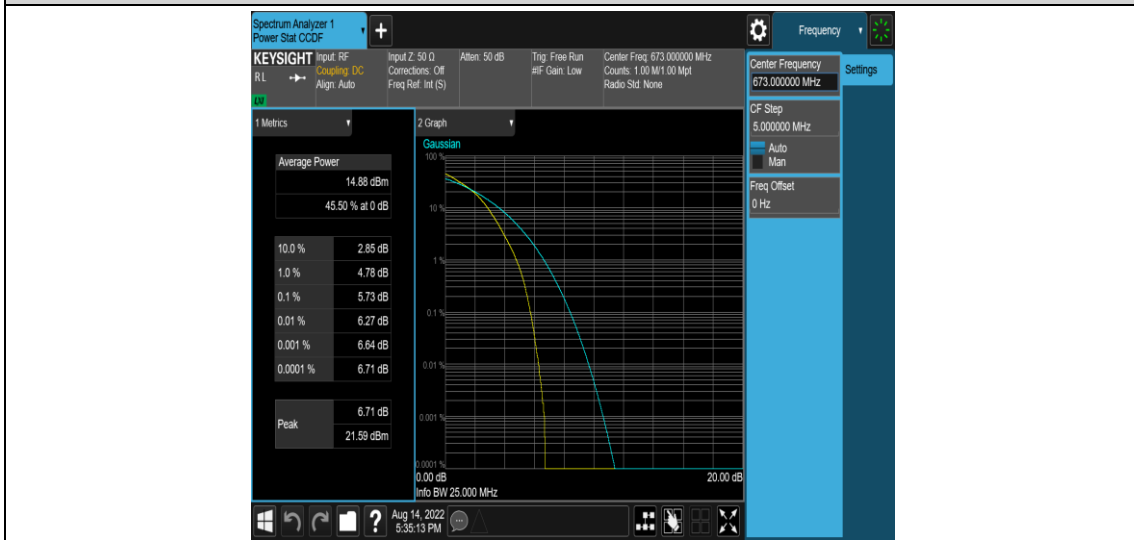 Spectrum Analyzer 1
Power Stat CCDF
Frequency
KEYSIGHT
RL
Input: RF
Coupling: DC
Align: Auto
Input Z: 50 Ω
Corrections: Off
Freq Ref: Int (S)
Atten: 50 dB
Trig: Free Run
#IF Gain: Low
Center Freq: 673.000000 MHz
Counts: 1.00 M/1.00 Mpt
Radio Std: None
Center Frequency
673.000000 MHz
Settings
CF Step
5.000000 MHz
Auto
Man
Freq Offset
0 Hz
1 Metrics
Average Power
14.88 dBm
45.50 % at 0 dB
10.0 % 2.85 dB
1.0 % 4.78 dB
0.1 % 5.73 dB
0.01 % 6.27 dB
0.001 % 6.64 dB
0.0001 % 6.71 dB
Peak
6.71 dB
21.59 dBm
2 Graph
Gaussian
100 %
10 %
1 %
0.1 %
0.01 %
0.001 %
0.0001 %
0.00 dB 20.00 dB
Info BW 25.000 MHz
?
Aug 14, 2022
5:35:13 PM